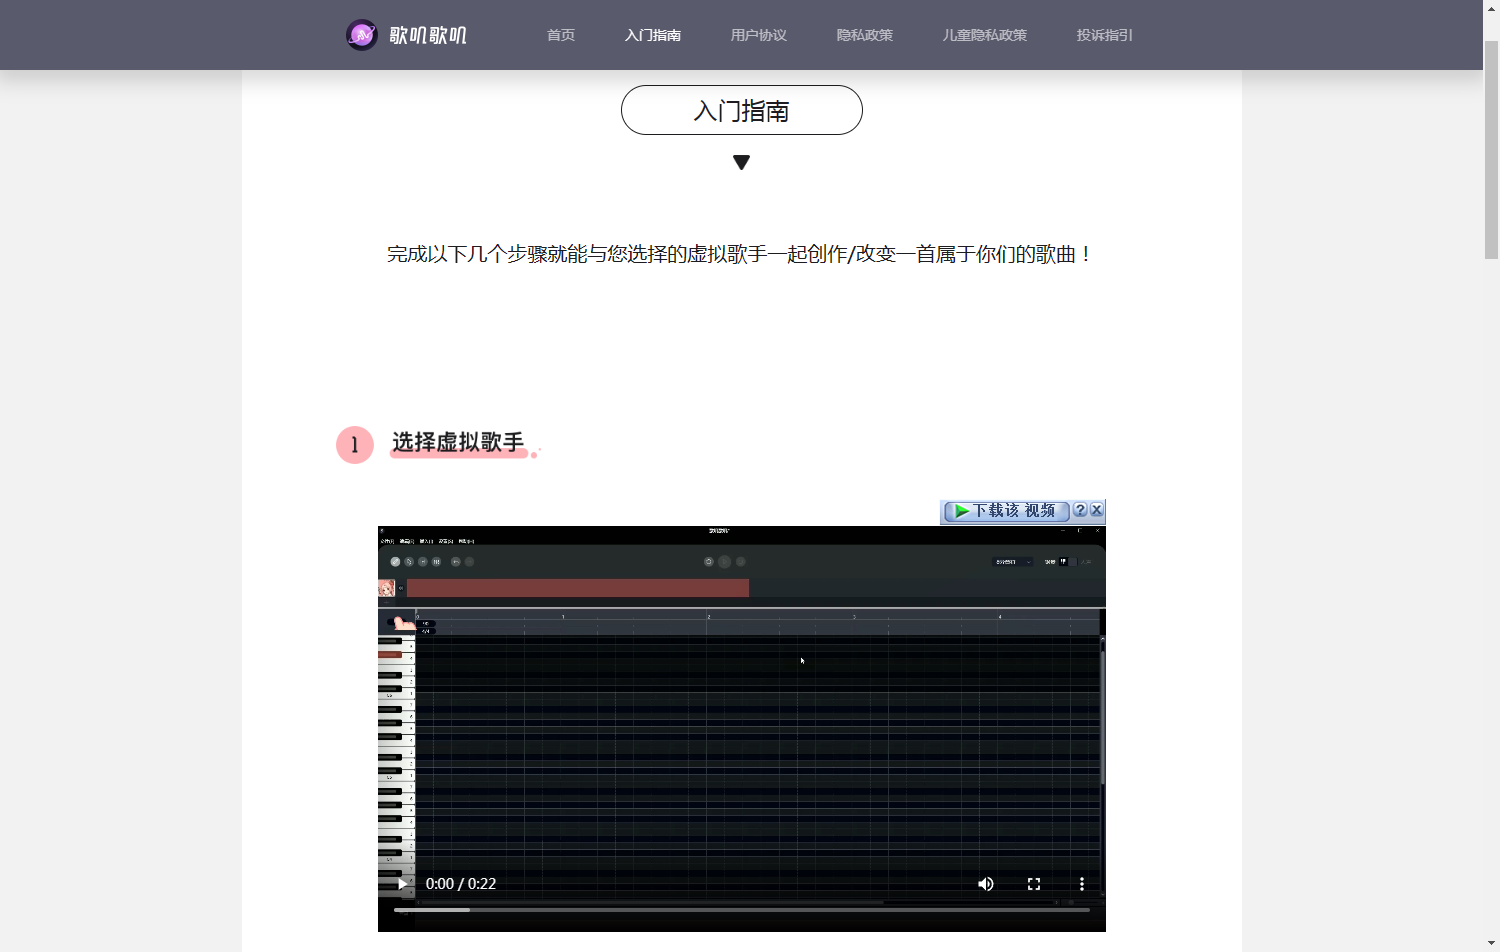 歌叽歌叽
首页 入门指南 用户协议 隐私政策 儿童隐私政策 投诉指引
入门指南
完成以下几个步骤就能与您选择的虚拟歌手一起创作/改变一首属于你们的歌曲！
1 选择虚拟歌手
下载该 视频
0:00 / 0:22